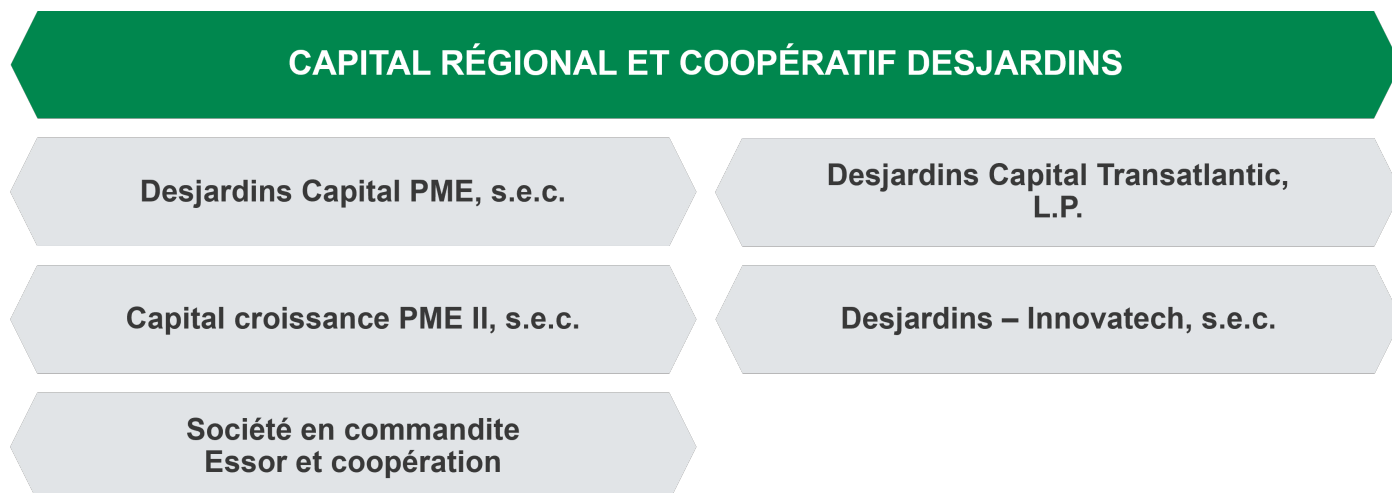 CAPITAL RÉGIONAL ET COOPÉRATIF DESJARDINS
Desjardins Capital PME, s.e.c.
Desjardins Capital Transatlantic,
L.P.
Capital croissance PME II, s.e.c.
Desjardins – Innovatech, s.e.c.
Société en commandite
Essor et coopération